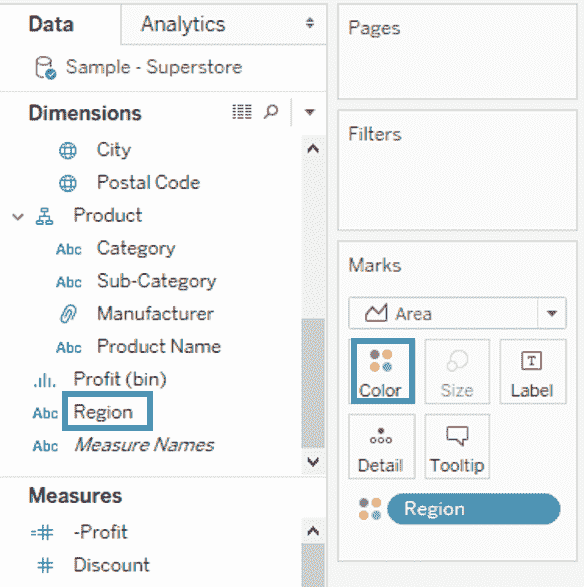 Data
Analytics
Sample - Superstore
Dimensions
City
Postal Code
Product
Abc Category
Abc Sub-Category
Manufacturer
Abc Product Name
Profit (bin)
Abc Region
Abc Measure Names
Measures
=# -Profit
# Discount
Pages
Filters
Marks
Area
Color
Size
T
Label
Detail
Tooltip
Region